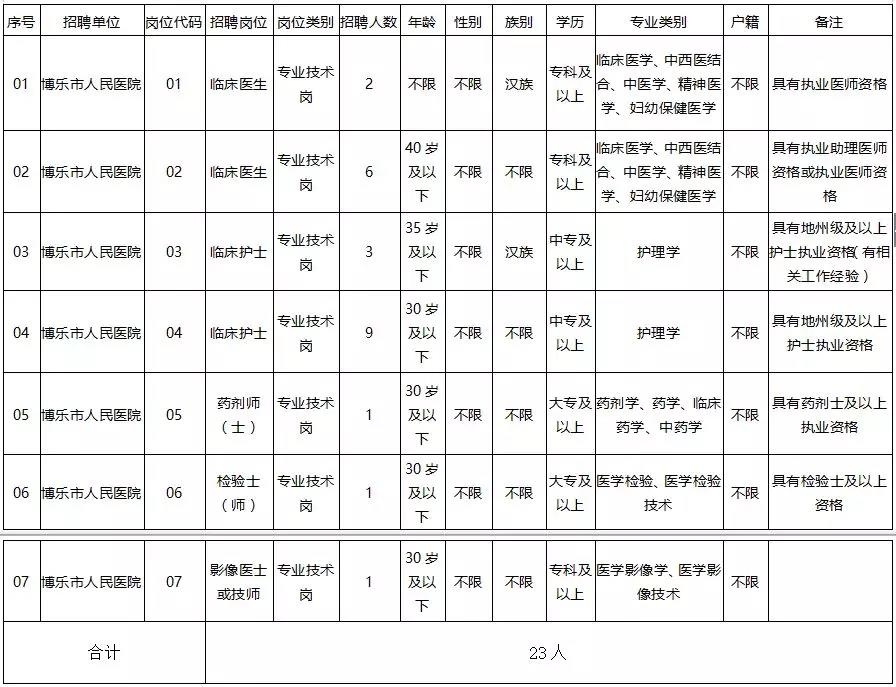 序号 招聘单位 岗位代码 招聘岗位 岗位类别 招聘人数 年龄 性别 族别 学历 专业类别 户籍 备注
01 博乐市人民医院 01 临床医生 专业技术岗 2 不限 不限 汉族 专科及以上 临床医学、中西医结合、中医学、精神医学、妇幼保健医学 不限 具有执业医师资格
02 博乐市人民医院 02 临床医生 专业技术岗 6 40岁及以下 不限 不限 专科及以上 临床医学、中西医结合、中医学、精神医学、妇幼保健医学 不限 具有执业助理医师资格或执业医师资格
03 博乐市人民医院 03 临床护士 专业技术岗 3 35岁及以下 不限 汉族 中专及以上 护理学 不限 具有地州级及以上护士执业资格（有相关工作经验）
04 博乐市人民医院 04 临床护士 专业技术岗 9 30岁及以下 不限 不限 中专及以上 护理学 不限 具有地州级及以上护士执业资格
05 博乐市人民医院 05 药剂师（士） 专业技术岗 1 30岁及以下 不限 不限 大专及以上 药剂学、药学、临床药学、中药学 不限 具有药剂士及以上执业资格
06 博乐市人民医院 06 检验士（师） 专业技术岗 1 30岁及以下 不限 不限 大专及以上 医学检验、医学检验技术 不限 具有检验士及以上资格
07 博乐市人民医院 07 影像医士或技师 专业技术岗 1 30岁及以下 不限 不限 专科及以上 医学影像学、医学影像技术 不限
合计 23人